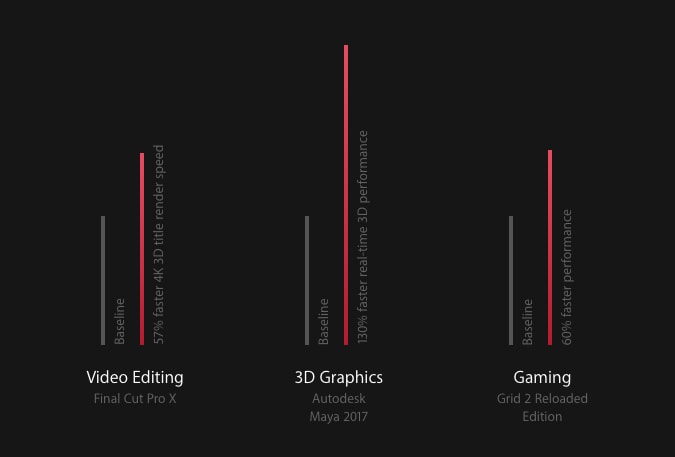 Baseline
57% faster 4K 3D title render speed
Video Editing
Final Cut Pro X
Baseline
130% faster real-time 3D performance
3D Graphics
Autodesk
Maya 2017
Baseline
60% faster performance
Gaming
Grid 2 Reloaded
Edition